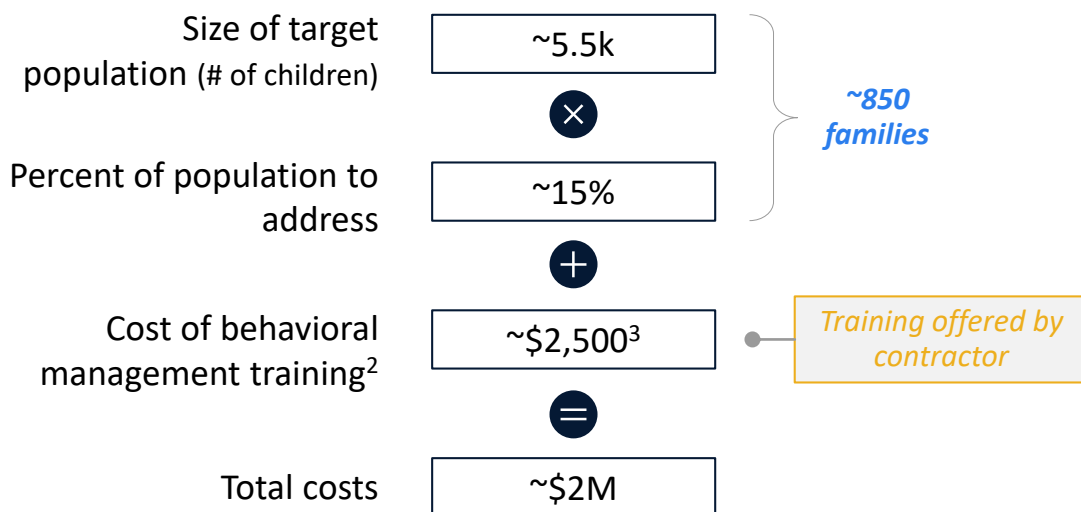 Size of target
population (# of children)
~5.5k
×
~850
families
Percent of population to
address
~15%
+
Cost of behavioral
management training²
~$2,500³
Training offered by
contractor
=
Total costs
~$2M